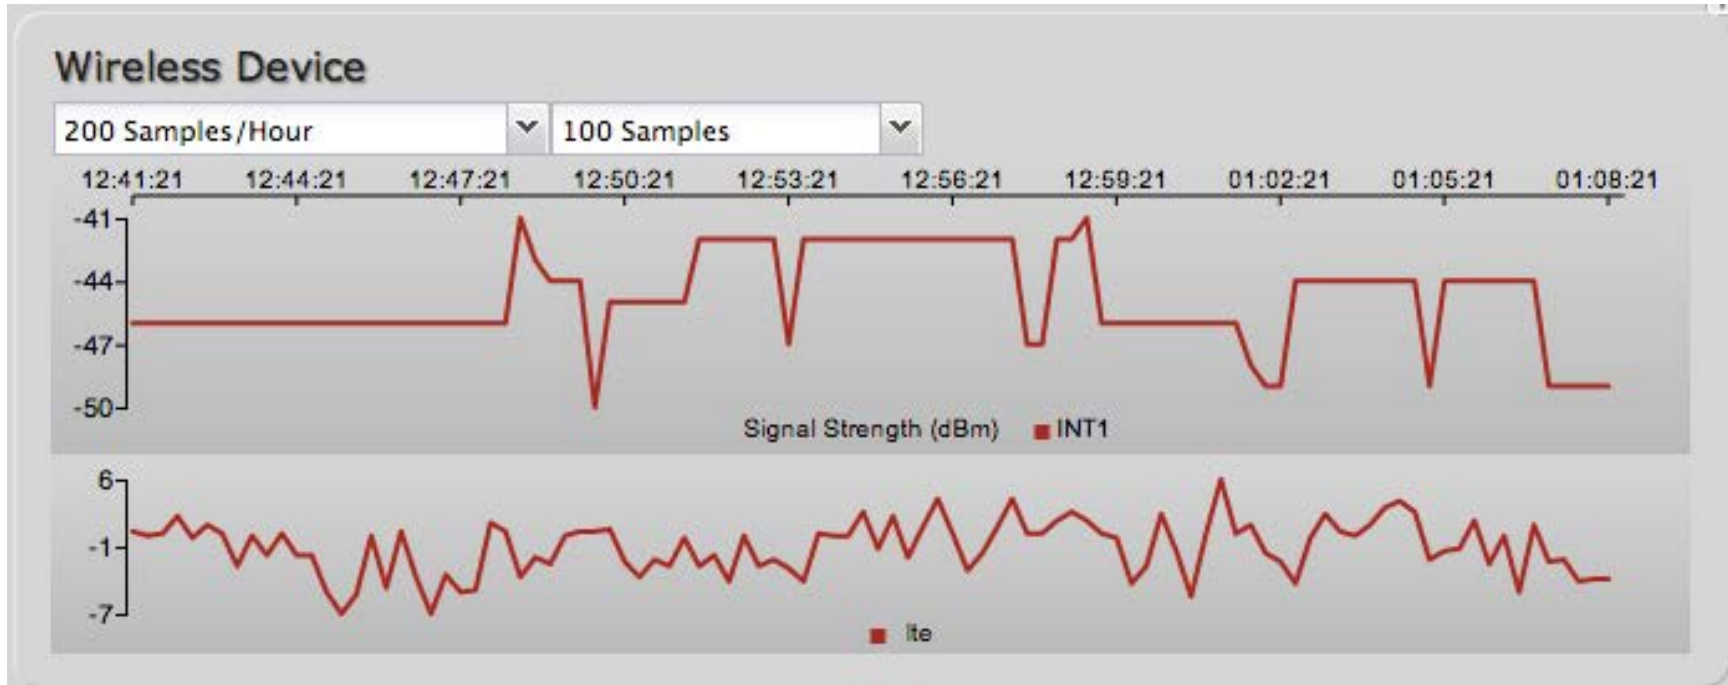 Wireless Device
200 Samples/Hour 100 Samples
12:41:21 12:44:21 12:47:21 12:50:21 12:53:21 12:56:21 12:59:21 01:02:21 01:05:21 01:08:21
-41
-44
-47
-50
Signal Strength (dBm) INT1
6
-1
-7
lte